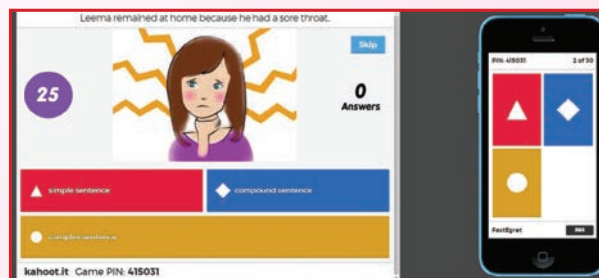 Leema remained at home because he had a sore throat.
Skip
25
0
Answers
simple sentence
compound sentence
complex sentence
kahoot.it Game PIN: 415031
PIN: 415031
2 of 30
FastEgret